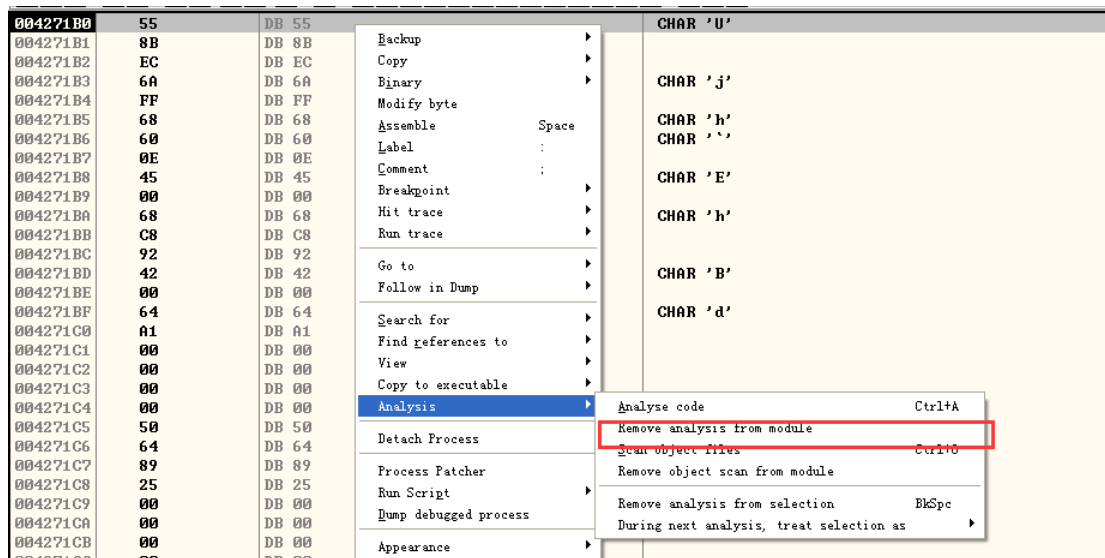 004271B0 55 DB 55 CHAR 'U'
004271B1 8B DB 8B
004271B2 EC DB EC
004271B3 6A DB 6A CHAR 'j'
004271B4 FF DB FF
004271B5 68 DB 68 CHAR 'h'
004271B6 60 DB 60 CHAR '`'
004271B7 0E DB 0E
004271B8 45 DB 45 CHAR 'E'
004271B9 00 DB 00
004271BA 68 DB 68 CHAR 'h'
004271BB C8 DB C8
004271BC 92 DB 92
004271BD 42 DB 42 CHAR 'B'
004271BE 00 DB 00
004271BF 64 DB 64 CHAR 'd'
004271C0 A1 DB A1
004271C1 00 DB 00
004271C2 00 DB 00
004271C3 00 DB 00
004271C4 00 DB 00
004271C5 50 DB 50
004271C6 64 DB 64
004271C7 89 DB 89
004271C8 25 DB 25
004271C9 00 DB 00
004271CA 00 DB 00
004271CB 00 DB 00
Backup
Copy
Binary
Modify byte
Assemble Space
Label :
Comment ;
Breakpoint
Hit trace
Run trace
Go to
Follow in Dump
Search for
Find references to
View
Copy to executable
Analysis
Detach Process
Process Patcher
Run Script
Dump debugged process
Appearance
Analyse code Ctrl+A
Remove analysis from module
Scan object files Ctrl+O
Remove object scan from module
Remove analysis from selection BkSpc
During next analysis, treat selection as